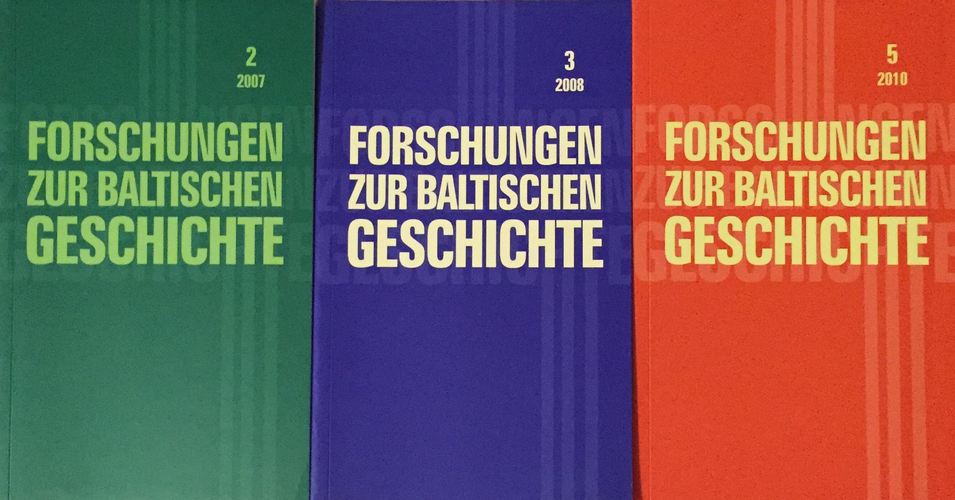 2
2007
FORSCHUNGEN
ZUR BALTISCHEN
GESCHICHTE
3
2008
FORSCHUNGEN
ZUR BALTISCHEN
GESCHICHTE
5
2010
FORSCHUNGEN
ZUR BALTISCHEN
GESCHICHTE